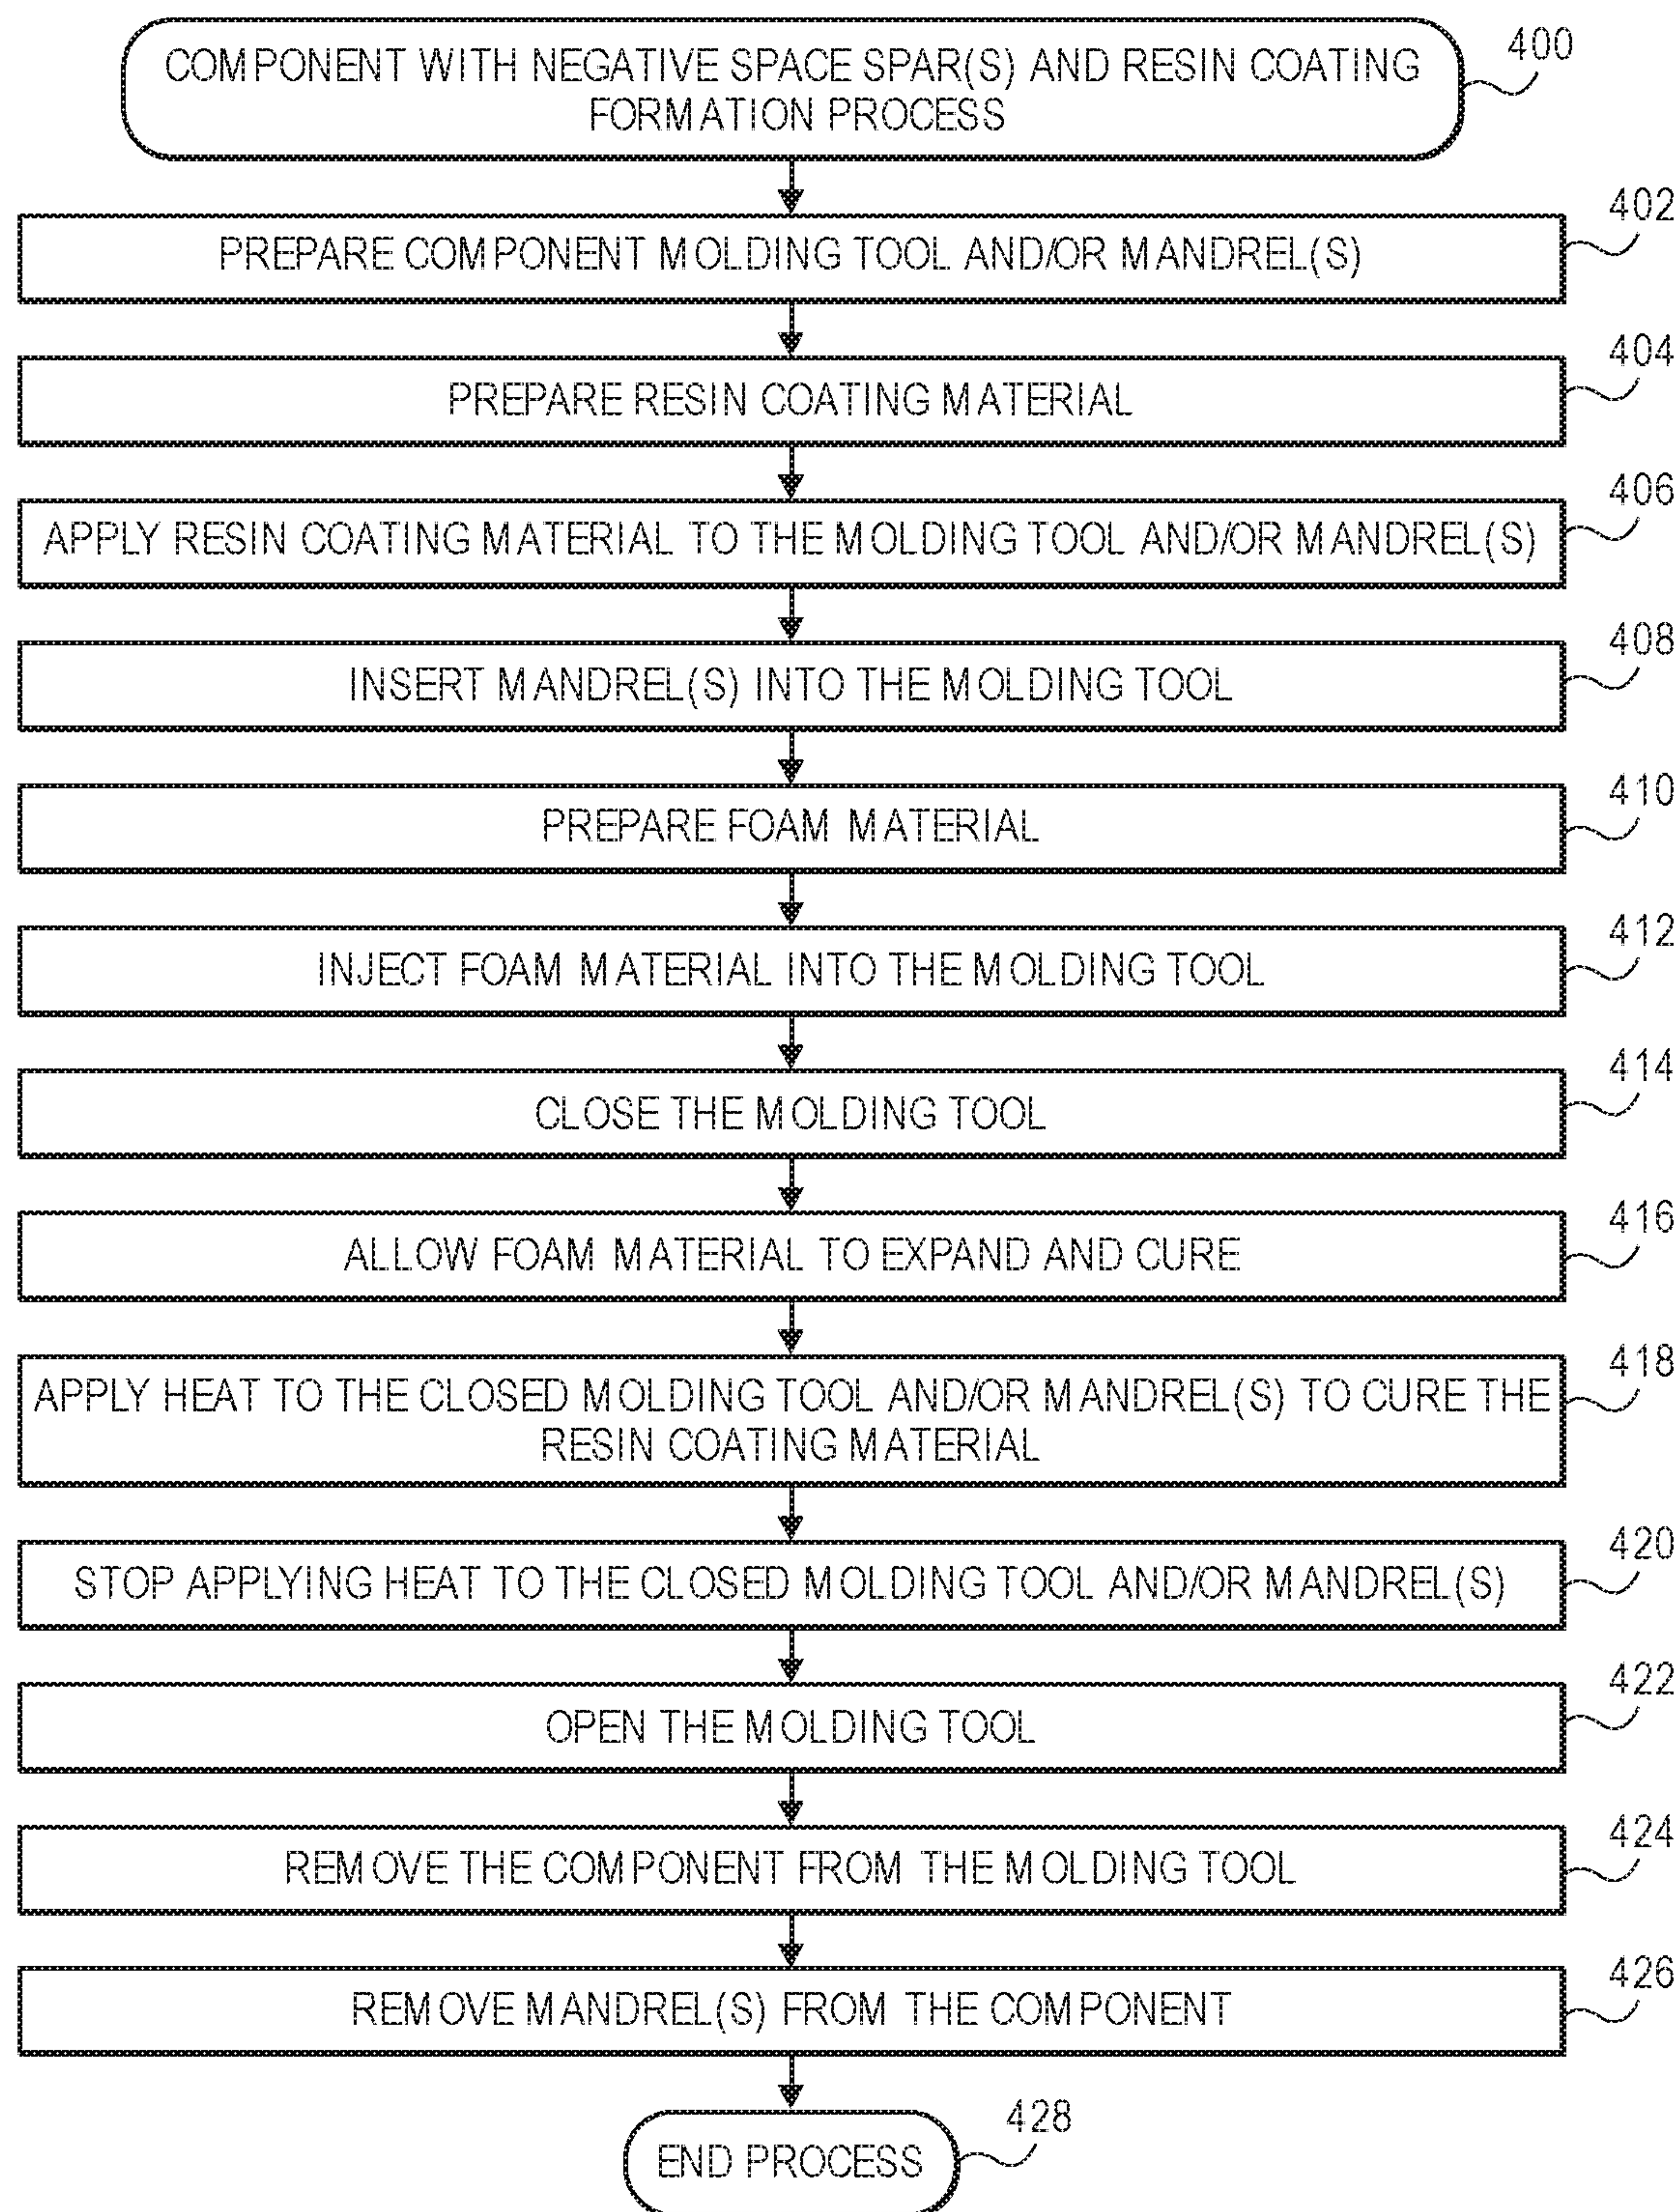 COMPONENT WITH NEGATIVE SPACE SPAR(S) AND RESIN COATING
FORMATION PROCESS
400
PREPARE COMPONENT MOLDING TOOL AND/OR MANDREL(S)
402
PREPARE RESIN COATING MATERIAL
404
APPLY RESIN COATING MATERIAL TO THE MOLDING TOOL AND/OR MANDREL(S)
406
INSERT MANDREL(S) INTO THE MOLDING TOOL
408
PREPARE FOAM MATERIAL
410
INJECT FOAM MATERIAL INTO THE MOLDING TOOL
412
CLOSE THE MOLDING TOOL
414
ALLOW FOAM MATERIAL TO EXPAND AND CURE
416
APPLY HEAT TO THE CLOSED MOLDING TOOL AND/OR MANDREL(S) TO CURE THE
RESIN COATING MATERIAL
418
STOP APPLYING HEAT TO THE CLOSED MOLDING TOOL AND/OR MANDREL(S)
420
OPEN THE MOLDING TOOL
422
REMOVE THE COMPONENT FROM THE MOLDING TOOL
424
REMOVE MANDREL(S) FROM THE COMPONENT
426
END PROCESS
428